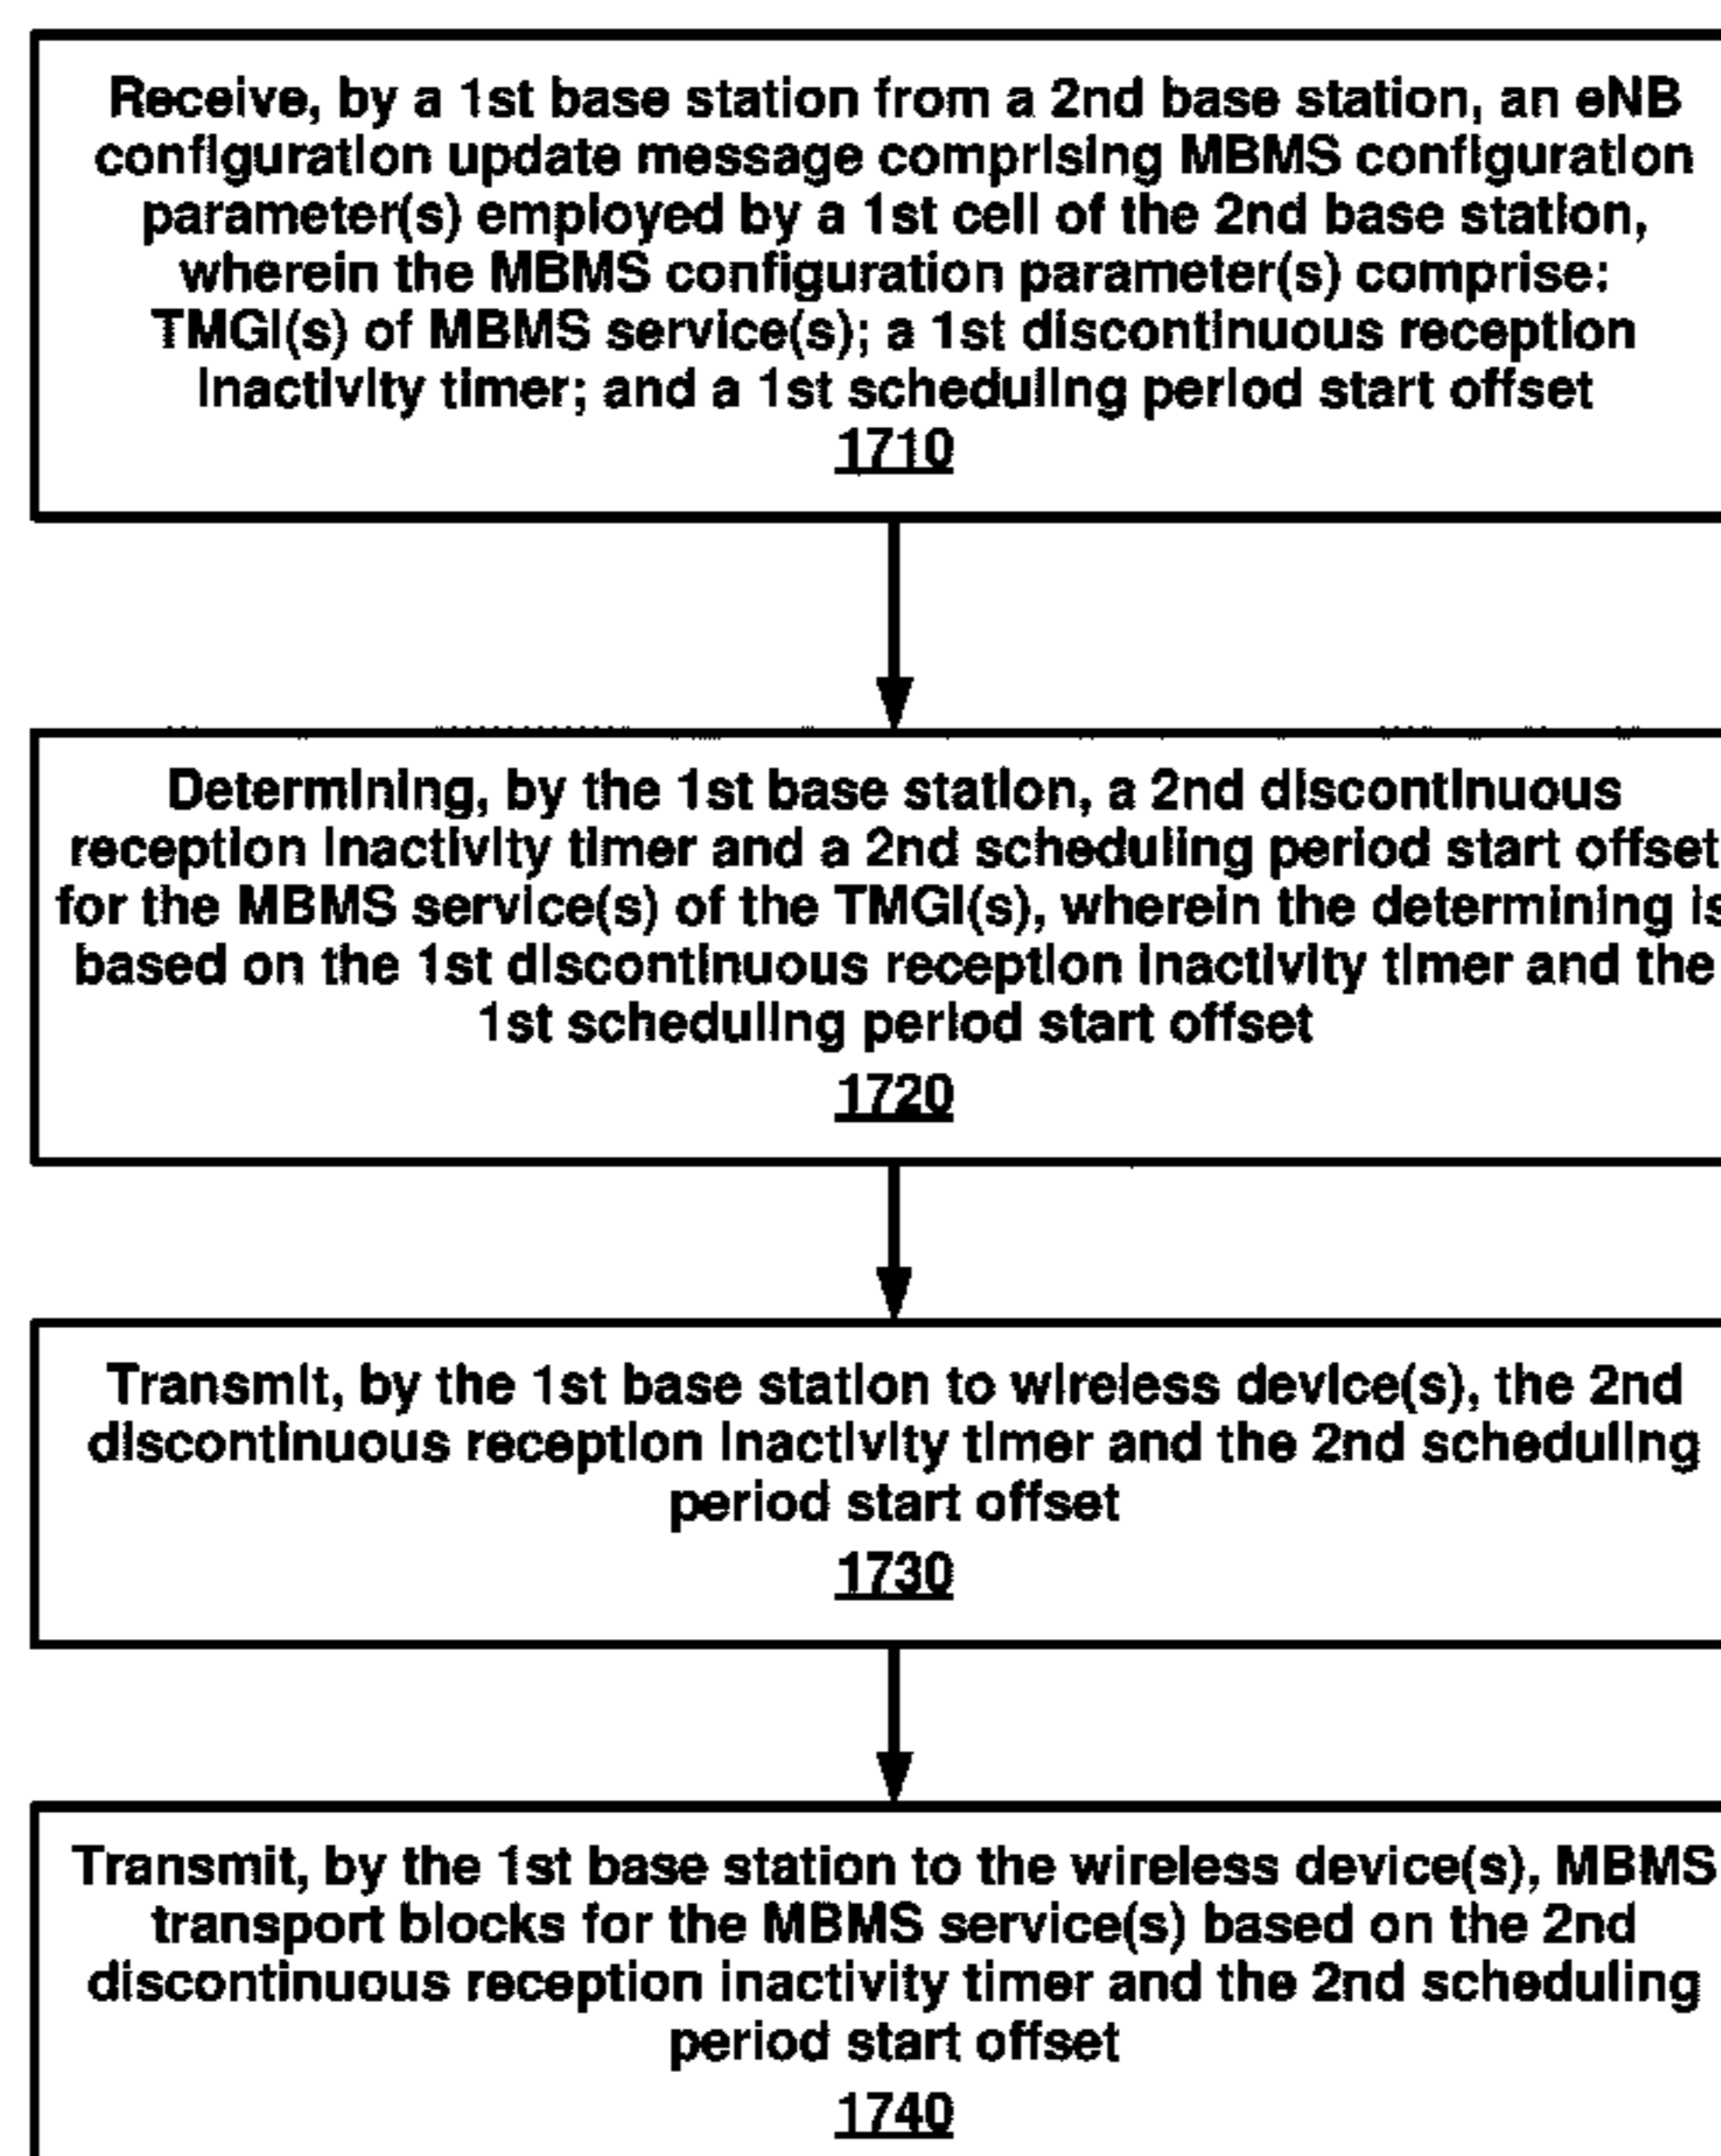 Receive, by a 1st base station from a 2nd base station, an eNB
configuration update message comprising MBMS configuration
parameter(s) employed by a 1st cell of the 2nd base station,
wherein the MBMS configuration parameter(s) comprise:
TMGI(s) of MBMS service(s); a 1st discontinuous reception
inactivity timer; and a 1st scheduling period start offset
1710
Determining, by the 1st base station, a 2nd discontinuous
reception inactivity timer and a 2nd scheduling period start offset
for the MBMS service(s) of the TMGI(s), wherein the determining is
based on the 1st discontinuous reception inactivity timer and the
1st scheduling period start offset
1720
Transmit, by the 1st base station to wireless device(s), the 2nd
discontinuous reception inactivity timer and the 2nd scheduling
period start offset
1730
Transmit, by the 1st base station to the wireless device(s), MBMS
transport blocks for the MBMS service(s) based on the 2nd
discontinuous reception inactivity timer and the 2nd scheduling
period start offset
1740